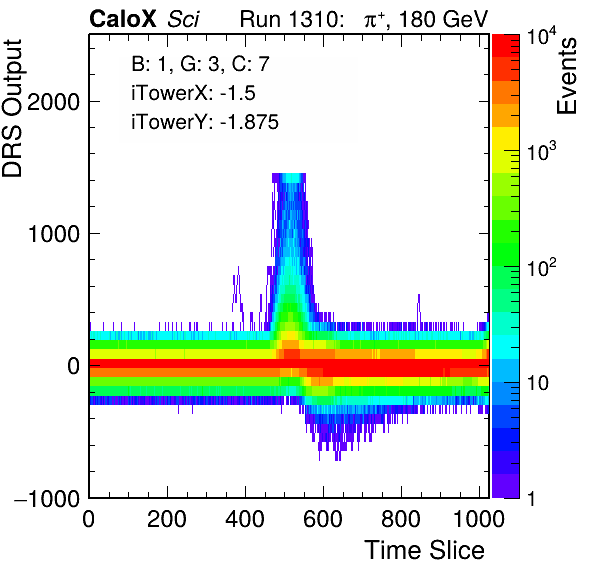 CaloX Sci Run 1310: π⁺, 180 GeV
B: 1, G: 3, C: 7
iTowerX: -1.5
iTowerY: -1.875
DRS Output
2000
1000
0
−1000
0 200 400 600 800 1000
Time Slice
Events
10⁴
10³
10²
10
1